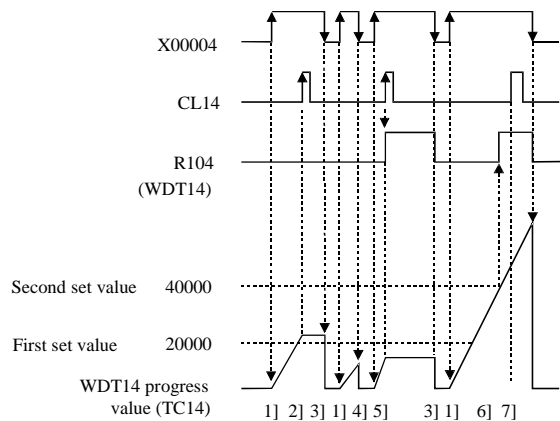 X00004
CL14
R104
(WDT14)
Second set value 40000
First set value 20000
WDT14 progress
value (TC14)
1] 2] 3] 1] 4] 5] 3] 1] 6] 7]